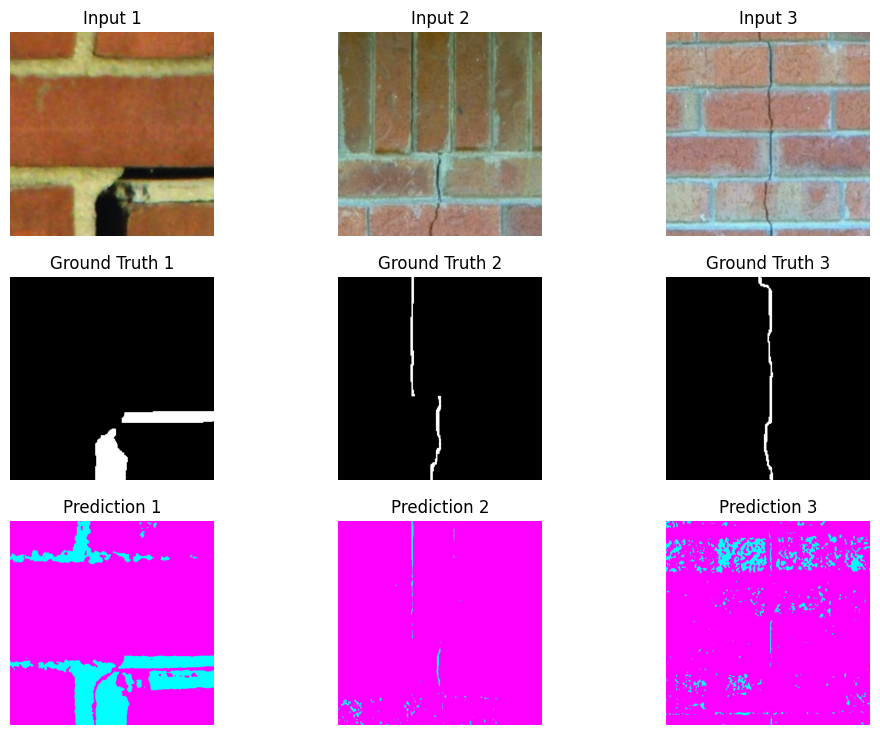 Input 1
Input 2
Input 3
Ground Truth 1
Ground Truth 2
Ground Truth 3
Prediction 1
Prediction 2
Prediction 3